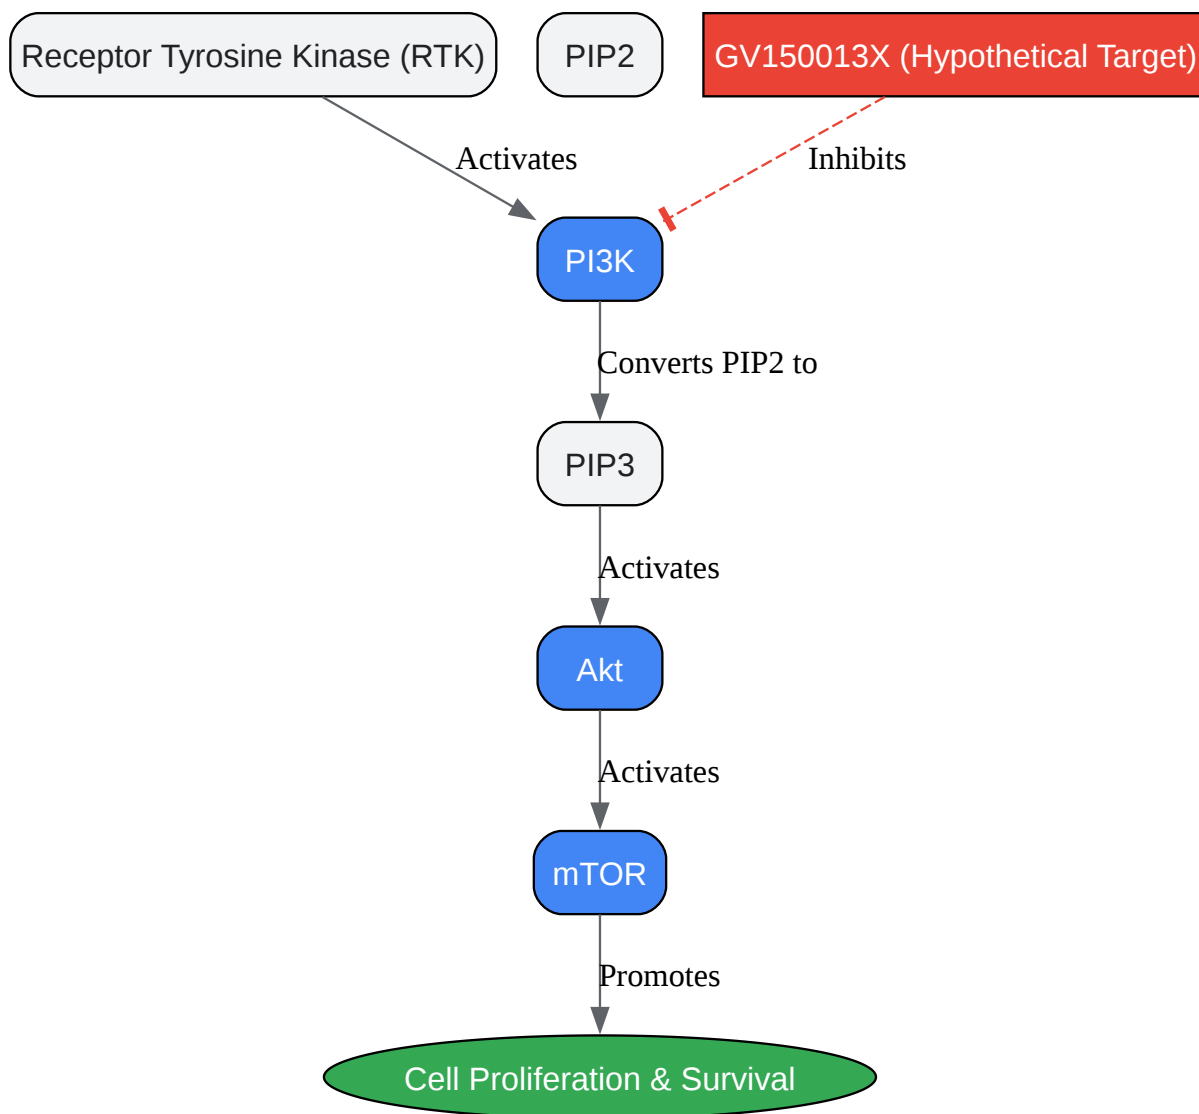 Receptor Tyrosine Kinase (RTK)
PIP2
GV150013X (Hypothetical Target)
Activates
Inhibits
PI3K
Converts PIP2 to
PIP3
Activates
Akt
Activates
mTOR
Promotes
Cell Proliferation & Survival